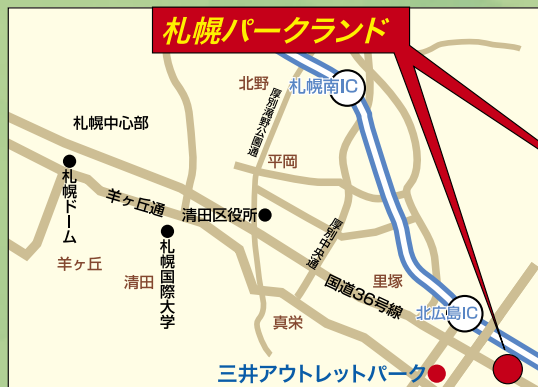 札幌パークランド
北野
札幌南IC
厚別滝野公園通
札幌中心部
平岡
札幌ドーム
羊ヶ丘通
清田区役所
厚別中央通
札幌国際大学
羊ヶ丘
清田
国道36号線
里塚
北広島IC
真栄
三井アウトレットパーク